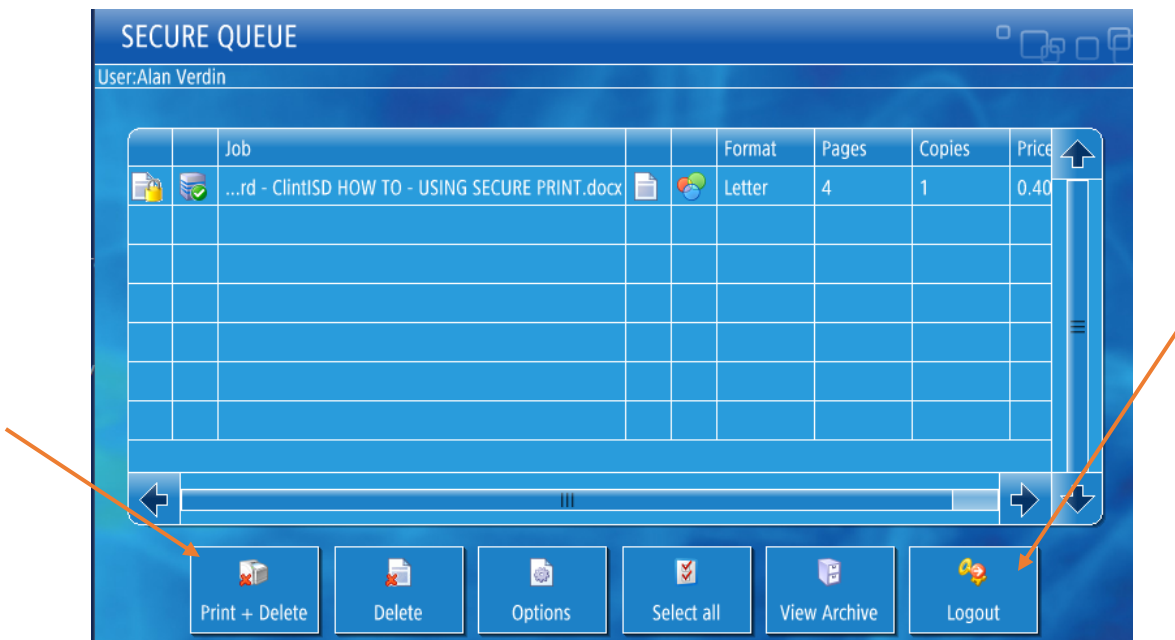 SECURE QUEUE
User:Alan Verdin
Job Format Pages Copies Price
...rd - ClintISD HOW TO - USING SECURE PRINT.docx Letter 4 1 0.40
Print + Delete Delete Options Select all View Archive Logout